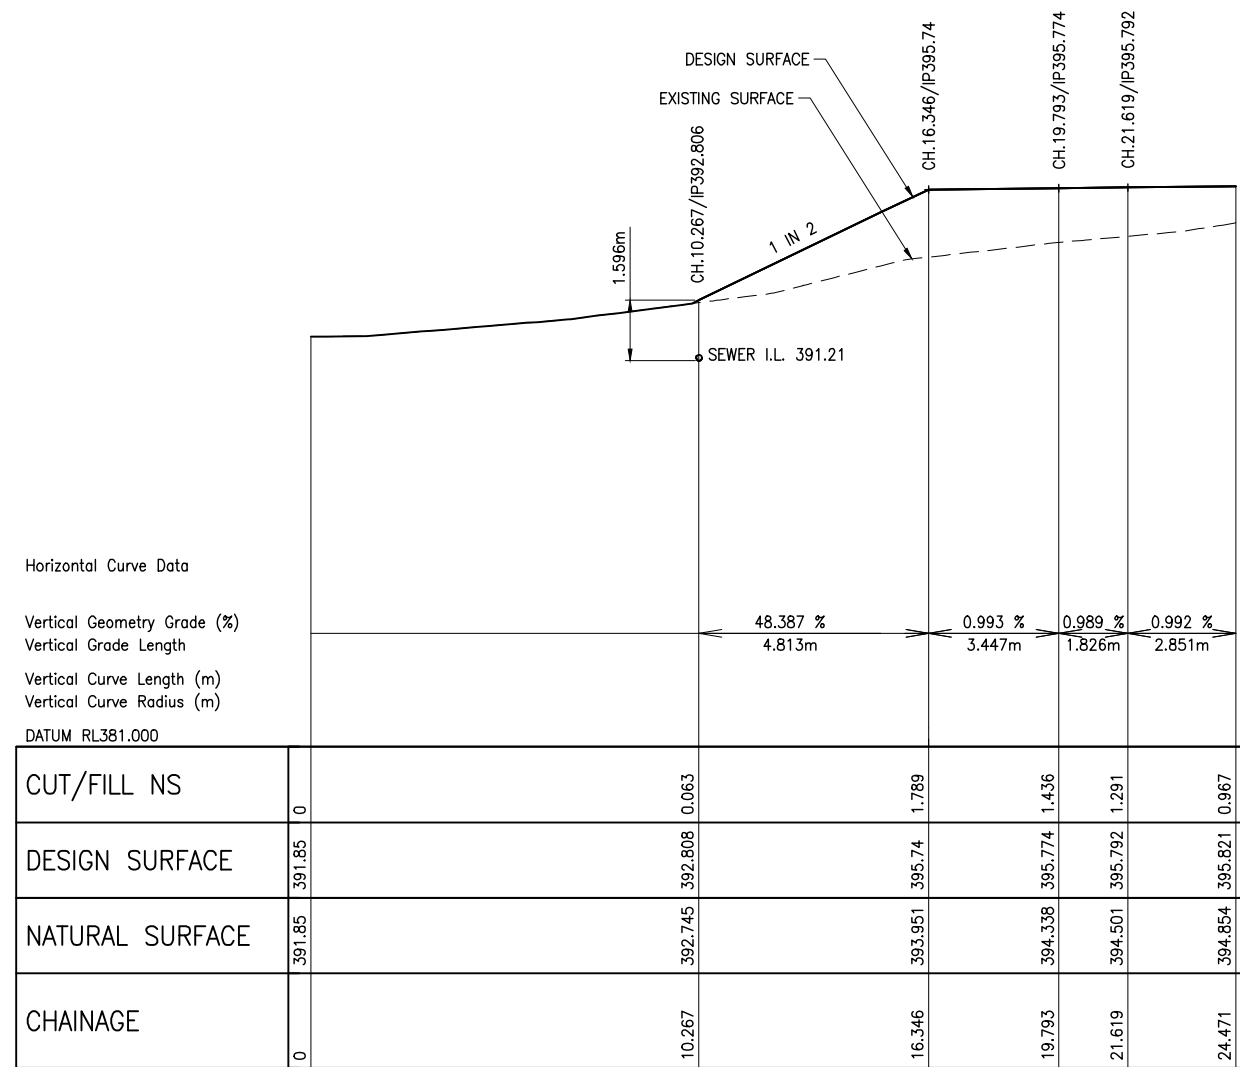 DESIGN SURFACE
EXISTING SURFACE
CH.10.267/IP392.806
CH.16.346/IP395.74
CH.19.793/IP395.774
CH.21.619/IP395.792
1.596m
1 IN 2
SEWER I.L. 391.21
Horizontal Curve Data
Vertical Geometry Grade (%) 48.387 % 0.993 % 0.989 % 0.992 %
Vertical Grade Length 4.813m 3.447m 1.826m 2.851m
Vertical Curve Length (m)
Vertical Curve Radius (m)
DATUM RL381.000
CUT/FILL NS 0 0.063 1.789 1.436 1.291 0.967
DESIGN SURFACE 391.85 392.808 395.74 395.774 395.792 395.821
NATURAL SURFACE 391.85 392.745 393.951 394.338 394.501 394.854
CHAINAGE 0 10.267 16.346 19.793 21.619 24.471